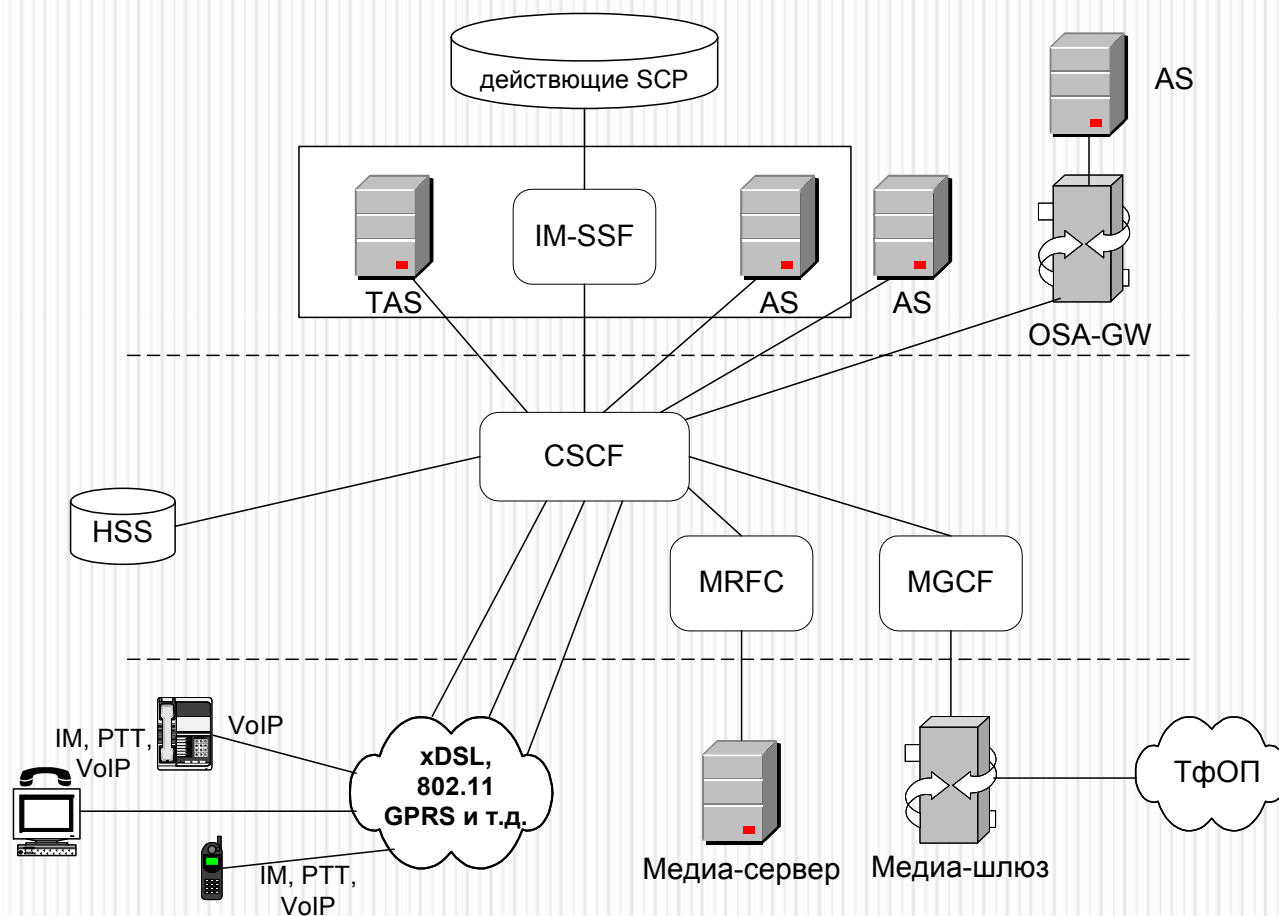 действующие SCP
AS
IM-SSF
TAS
AS
AS
OSA-GW
CSCF
HSS
MRFC
MGCF
VoIP
IM, PTT,
VoIP
xDSL,
802.11
GPRS и т.д.
ТфОП
IM, PTT,
VoIP
Медиа-сервер
Медиа-шлюз